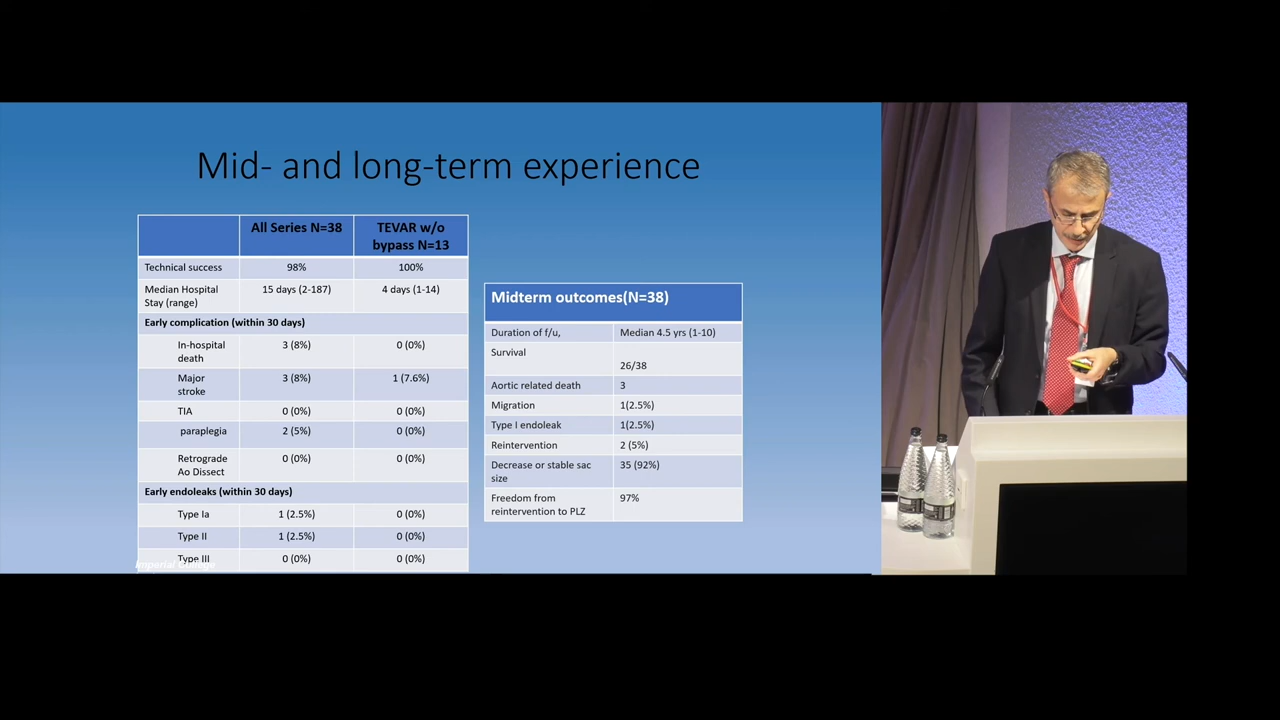 Mid- and long-term experience
All Series N=38
TEVAR w/o
bypass N=13
Technical success
98%
100%
Median Hospital
Stay (range)
15 days (2-187)
4 days (1-14)
Early complication (within 30 days)
In-hospital
death
3 (8%)
0 (0%)
Major
stroke
3 (8%)
1 (7.6%)
TIA
0 (0%)
0 (0%)
paraplegia
2 (5%)
0 (0%)
Retrograde
Ao Dissect
0 (0%)
0 (0%)
Early endoleaks (within 30 days)
Type Ia
1 (2.5%)
0 (0%)
Type II
1 (2.5%)
0 (0%)
Type III
0 (0%)
0 (0%)
Imperial College
Midterm outcomes(N=38)
Duration of f/u,
Median 4.5 yrs (1-10)
Survival
26/38
Aortic related death
3
Migration
1(2.5%)
Type I endoleak
1(2.5%)
Reintervention
2 (5%)
Decrease or stable sac
size
35 (92%)
Freedom from
reintervention to PLZ
97%